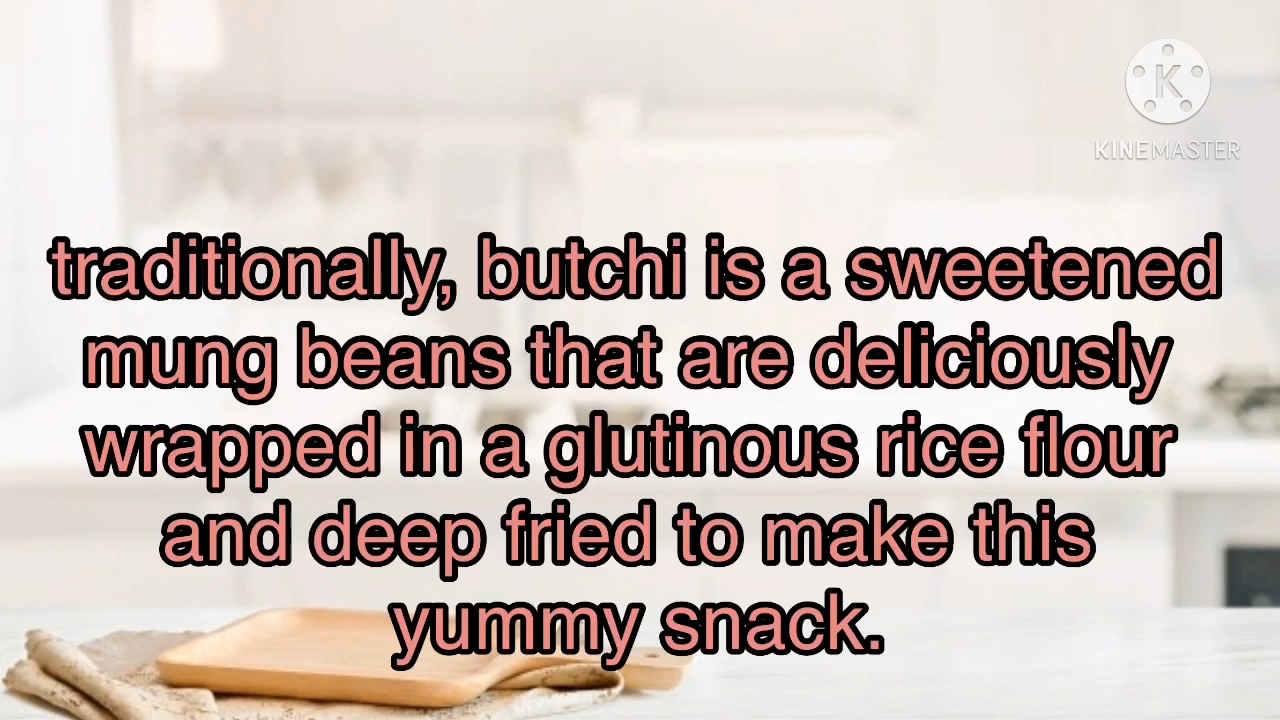 KINEMASTER
traditionally, butchi is a sweetened
mung beans that are deliciously
wrapped in a glutinous rice flour
and deep fried to make this
yummy snack.